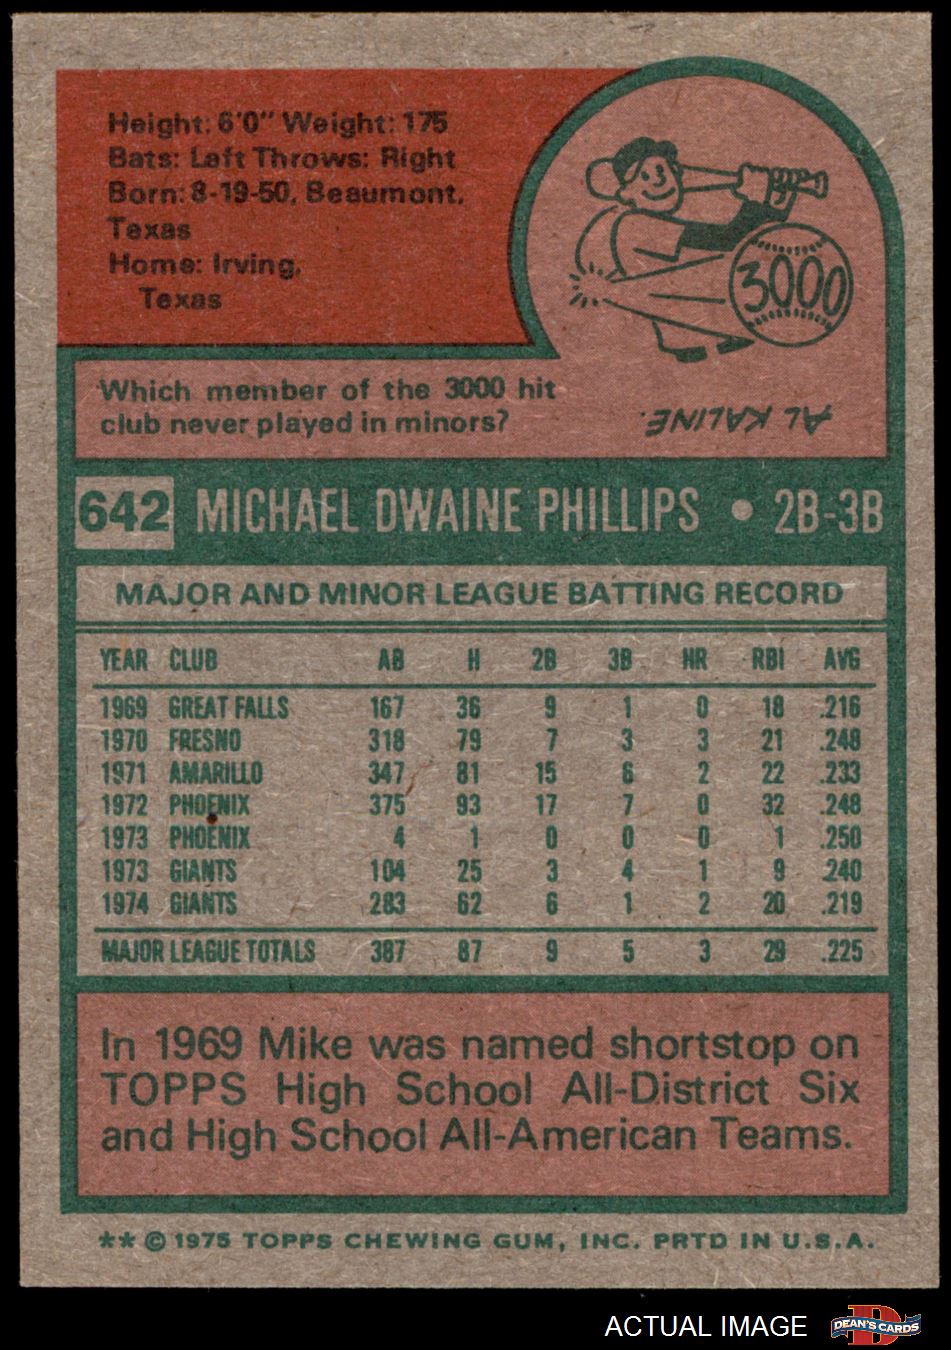 Height: 6'0" Weight: 175
Bats: Left Throws: Right
Born: 8-19-50, Beaumont,
Texas
Home: Irving,
Texas
3000
Which member of the 3000 hit
club never played in minors?
AL KALINE.
642 MICHAEL DWAINE PHILLIPS • 2B-3B
MAJOR AND MINOR LEAGUE BATTING RECORD
YEAR CLUB AB H 2B 3B HR RBI AVG
1969 GREAT FALLS 167 36 9 1 0 18 .216
1970 FRESNO 318 79 7 3 3 21 .248
1971 AMARILLO 347 81 15 6 2 22 .233
1972 PHOENIX 375 93 17 7 0 32 .248
1973 PHOENIX 4 1 0 0 0 1 .250
1973 GIANTS 104 25 3 4 1 9 .240
1974 GIANTS 283 62 6 1 2 20 .219
MAJOR LEAGUE TOTALS 387 87 9 5 3 29 .225
In 1969 Mike was named shortstop on
TOPPS High School All-District Six
and High School All-American Teams.
** © 1975 TOPPS CHEWING GUM, INC. PRTD IN U.S.A.
ACTUAL IMAGE
D
DEAN'S CARDS